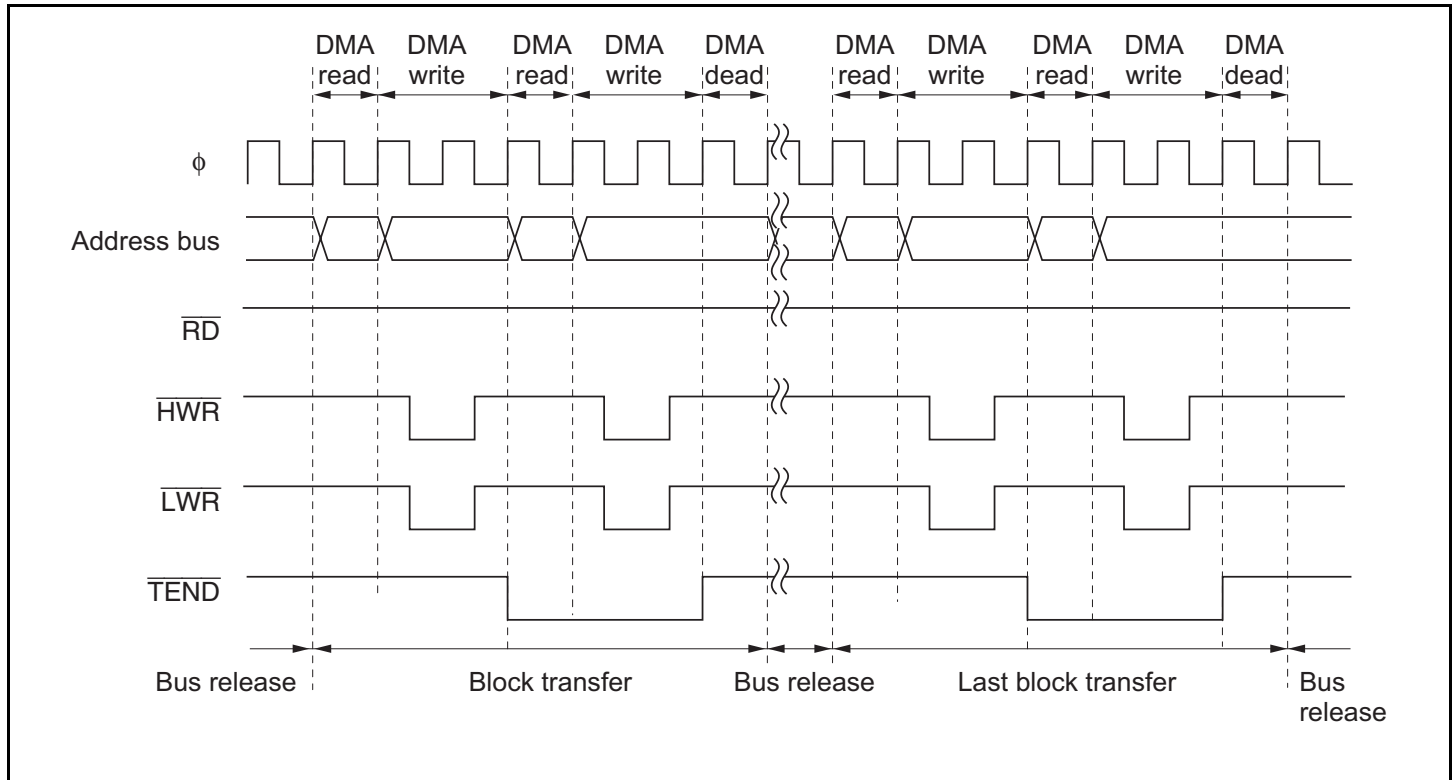 DMA DMA DMA DMA DMA DMA DMA DMA DMA DMA
read write read write dead read write read write dead
ϕ
Address bus
RD
HWR
LWR
TEND
Bus release Block transfer Bus release Last block transfer Bus
release